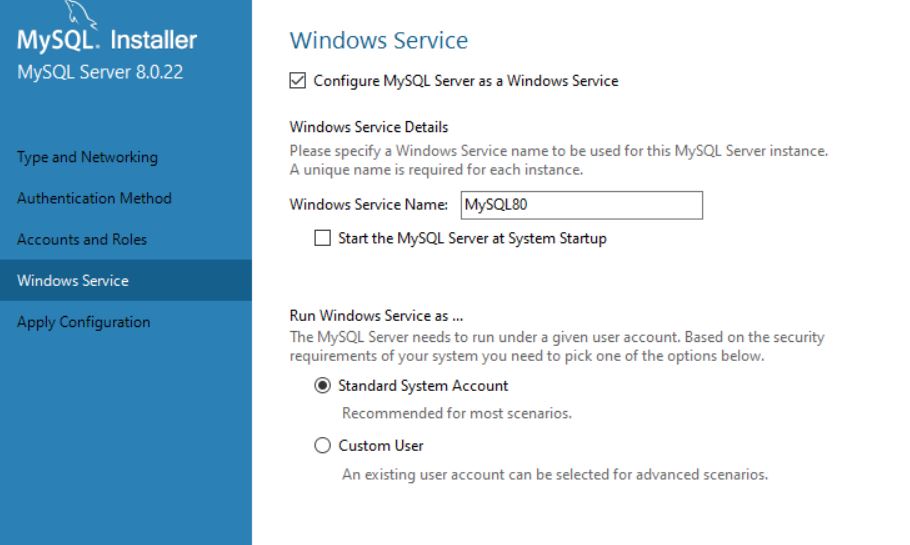 MySQL. Installer
MySQL Server 8.0.22
Type and Networking
Authentication Method
Accounts and Roles
Windows Service
Apply Configuration
Windows Service
Configure MySQL Server as a Windows Service
Windows Service Details
Please specify a Windows Service name to be used for this MySQL Server instance.
A unique name is required for each instance.
Windows Service Name: MySQL80
Start the MySQL Server at System Startup
Run Windows Service as ...
The MySQL Server needs to run under a given user account. Based on the security
requirements of your system you need to pick one of the options below.
Standard System Account
Recommended for most scenarios.
Custom User
An existing user account can be selected for advanced scenarios.